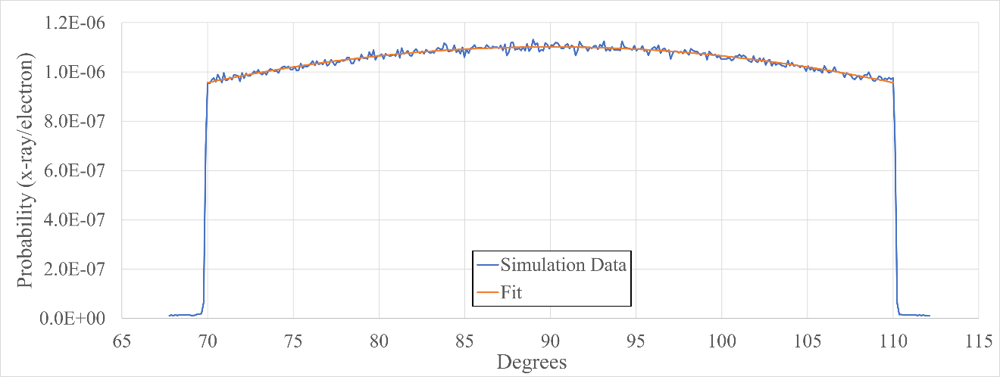 1.2E-06
1.0E-06
8.0E-07
6.0E-07
4.0E-07
2.0E-07
0.0E+00
Probability (x-ray/electron)
Simulation Data
Fit
65 70 75 80 85 90 95 100 105 110 115
Degrees